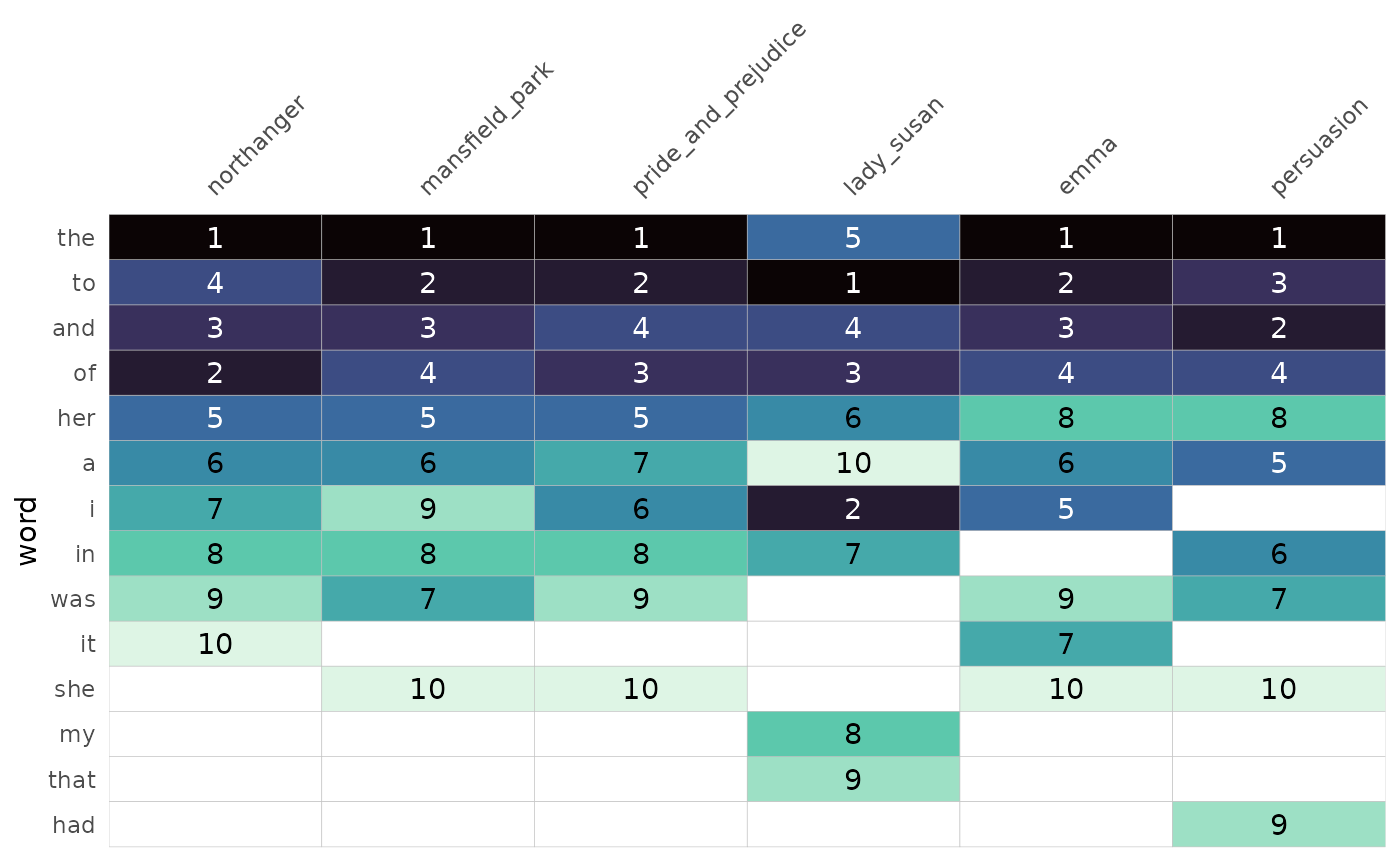 northanger mansfield_park pride_and_prejudice lady_susan emma persuasion
the 1 1 1 5 1 1
to 4 2 2 1 2 3
and 3 3 4 4 3 2
of 2 4 3 3 4 4
her 5 5 5 6 8 8
a 6 6 7 10 6 5
i 7 9 6 2 5
in 8 8 8 7 6
was 9 7 9 9 7
it 10 7
she 10 10 10 10
my 8
that 9
had 9
word